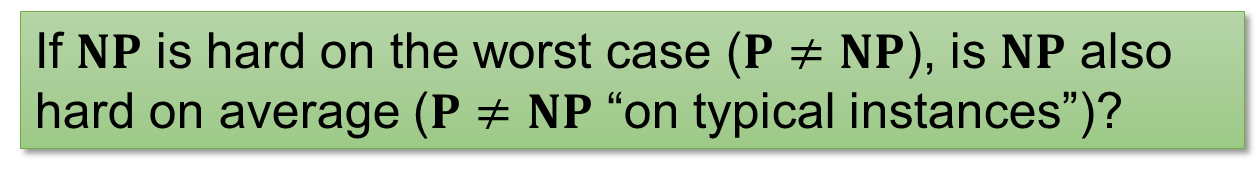 If NP is hard on the worst case (P ≠ NP), is NP also
hard on average (P ≠ NP “on typical instances”)?